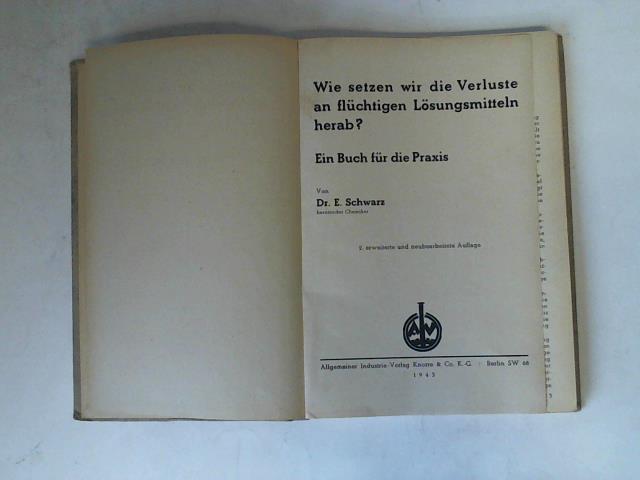 Wie setzen wir die Verluste
an flüchtigen Lösungsmitteln
herab?
Ein Buch für die Praxis
Von
Dr. E. Schwarz
beratender Chemiker
2. erweiterte und neubearbeitete Auflage
AIV
Allgemeiner Industrie-Verlag Knorre & Co. K.-G. · Berlin SW 68
1943